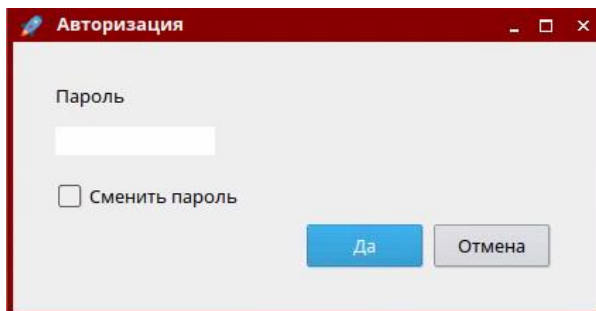 Авторизация
Пароль
Сменить пароль
Да Отмена